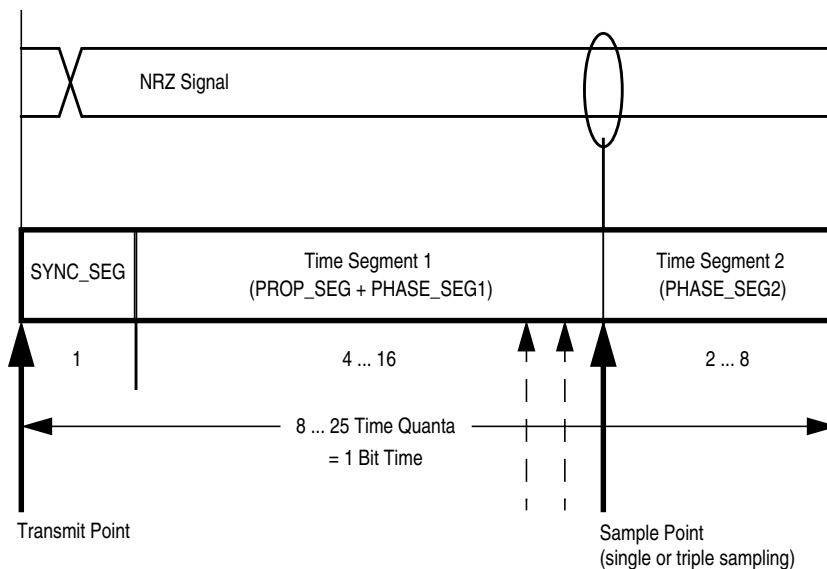 NRZ Signal
SYNC_SEG
Time Segment 1
(PROP_SEG + PHASE_SEG1)
Time Segment 2
(PHASE_SEG2)
1
4 ... 16
2 ... 8
8 ... 25 Time Quanta
= 1 Bit Time
Transmit Point
Sample Point
(single or triple sampling)